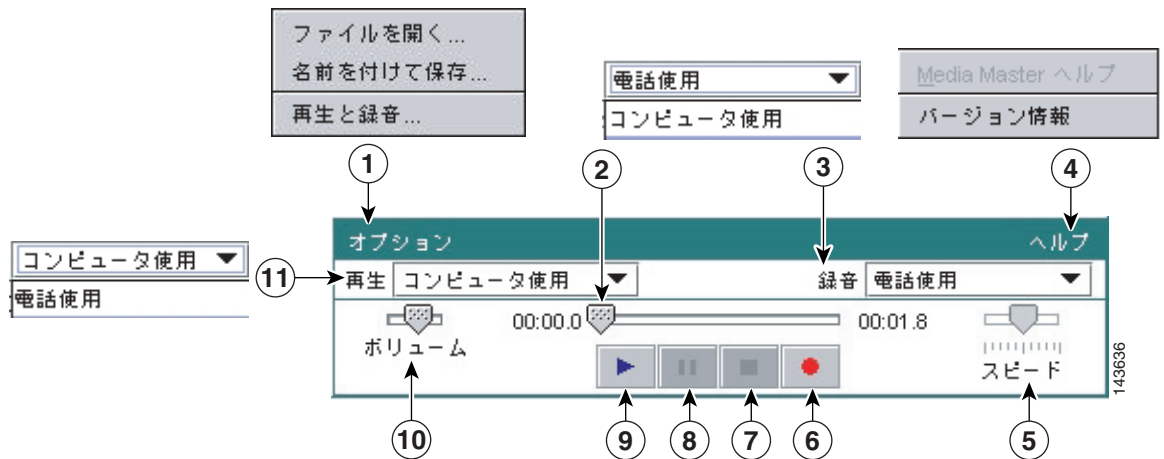 ファイルを開く...
名前を付けて保存...
再生と録音...
電話使用
コンピュータ使用
Media Master ヘルプ
バージョン情報
1
2
3
4
オプション
ヘルプ
コンピュータ使用
電話使用
11
再生
コンピュータ使用
録音
電話使用
00:00.0
00:01.8
ボリューム
スピード
143636
10
9
8
7
6
5